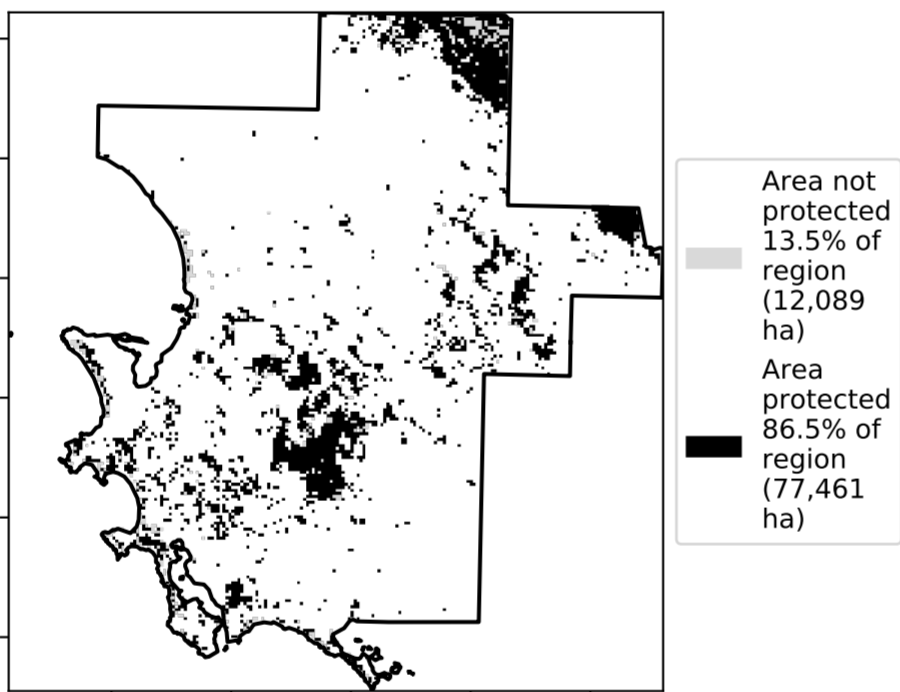 Area not
protected
13.5% of
region
(12,089
ha)
Area
protected
86.5% of
region
(77,461
ha)